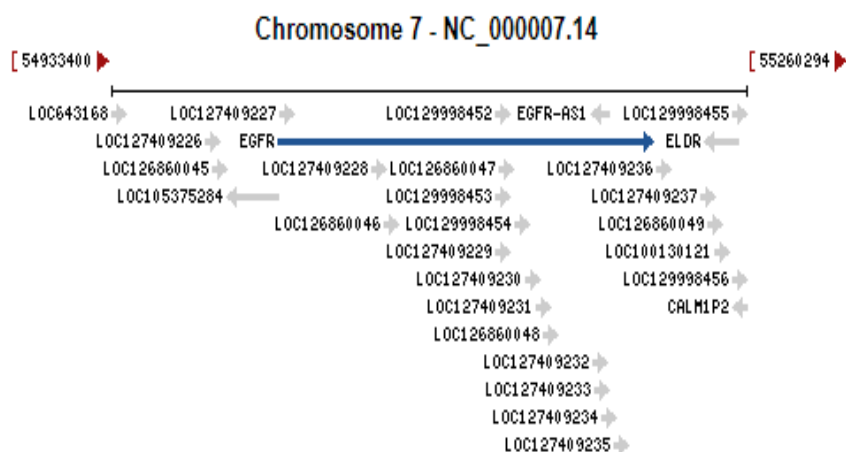 Chromosome 7 - NC_000007.14
[ 54933400 [ 55260294
LOC643168 LOC127409227 LOC129998452 EGFR-AS1 LOC129998455
LOC127409226 EGFR ELDR
LOC126860045 LOC127409228 LOC126860047 LOC127409236
LOC105375284 LOC129998453 LOC127409237
LOC126860046 LOC129998454 LOC126860049
LOC127409229 LOC100130121
LOC127409230 LOC129998456
LOC127409231 CALM1P2
LOC126860048
LOC127409232
LOC127409233
LOC127409234
LOC127409235